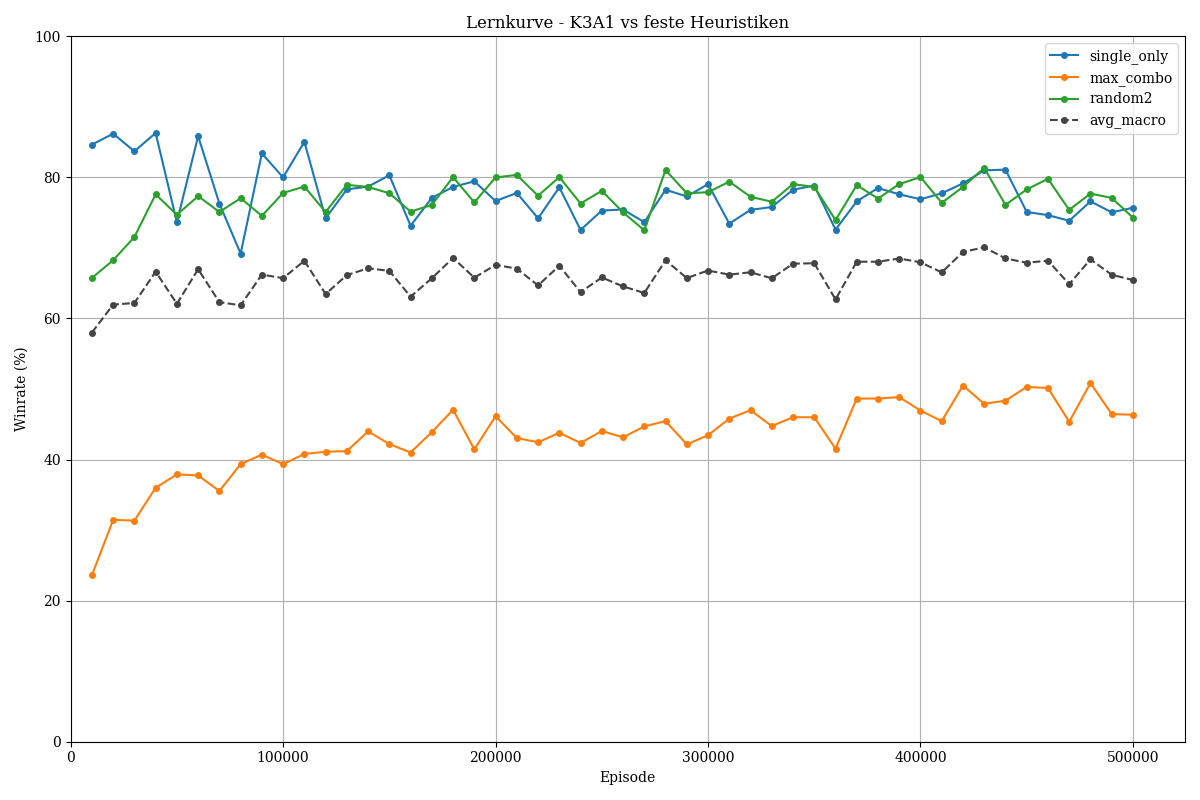 Lernkurve - K3A1 vs feste Heuristiken
100
80
60
40
20
0
Winrate (%)
single_only
max_combo
random2
avg_macro
0
100000
200000
300000
400000
500000
Episode